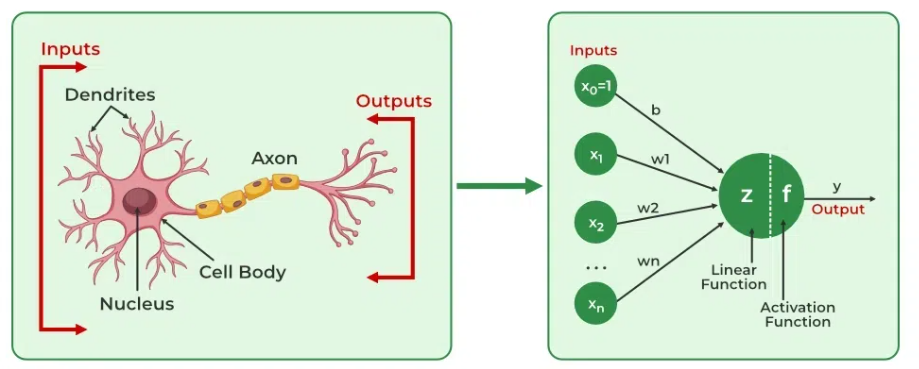 Inputs
Dendrites
Outputs
Axon
Cell Body
Nucleus
Inputs
x0=1
b
x1
w1
x2
w2
...
wn
xn
z
f
y
Output
Linear
Function
Activation
Function